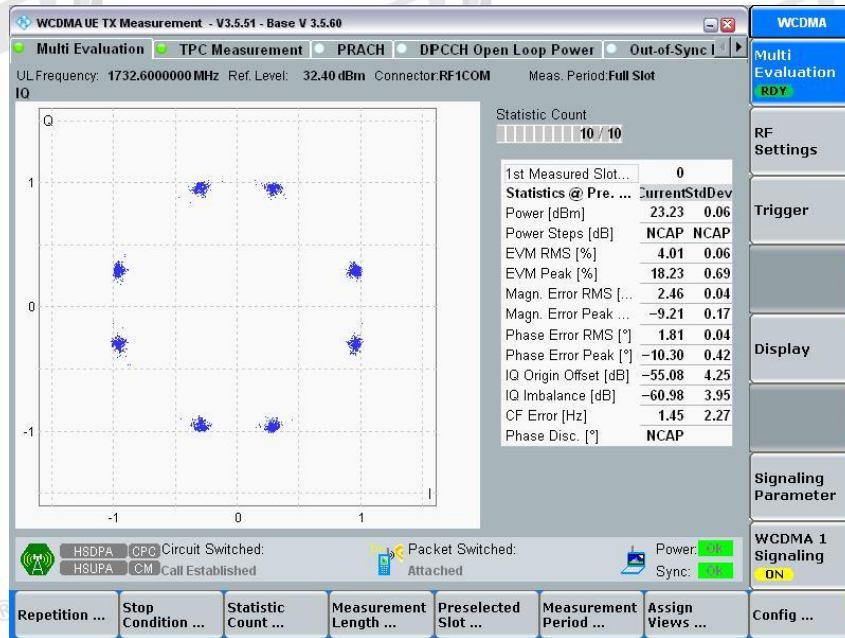 WCDMA UE TX Measurement - V3.5.51 - Base V 3.5.60
WCDMA
Multi Evaluation
TPC Measurement
PRACH
DPCCH Open Loop Power
Out-of-Sync
UL Frequency: 1732.6000000 MHz Ref. Level: 32.40 dBm Connector:RF1COM Meas. Period:Full Slot
IQ
Q
1
0
-1
-1 0 1
I
Statistic Count
10 / 10
1st Measured Slot... 0
Statistics @ Pre. ... Current StdDev
Power [dBm] 23.23 0.06
Power Steps [dB] NCAP NCAP
EVM RMS [%] 4.01 0.06
EVM Peak [%] 18.23 0.69
Magn. Error RMS [... 2.46 0.04
Magn. Error Peak ... −9.21 0.17
Phase Error RMS [°] 1.81 0.04
Phase Error Peak [°] −10.30 0.42
IQ Origin Offset [dB] −55.08 4.25
IQ Imbalance [dB] −60.98 3.95
CF Error [Hz] 1.45 2.27
Phase Disc. [°] NCAP
HSDPA CPC Circuit Switched:
HSUPA CM Call Established
Packet Switched:
Attached
Power: OK
Sync: OK
Multi
Evaluation
RDY
RF
Settings
Trigger
Display
Signaling
Parameter
WCDMA 1
Signaling
ON
Repetition ...
Stop
Condition ...
Statistic
Count ...
Measurement
Length ...
Preselected
Slot ...
Measurement
Period ...
Assign
Views ...
Config ...